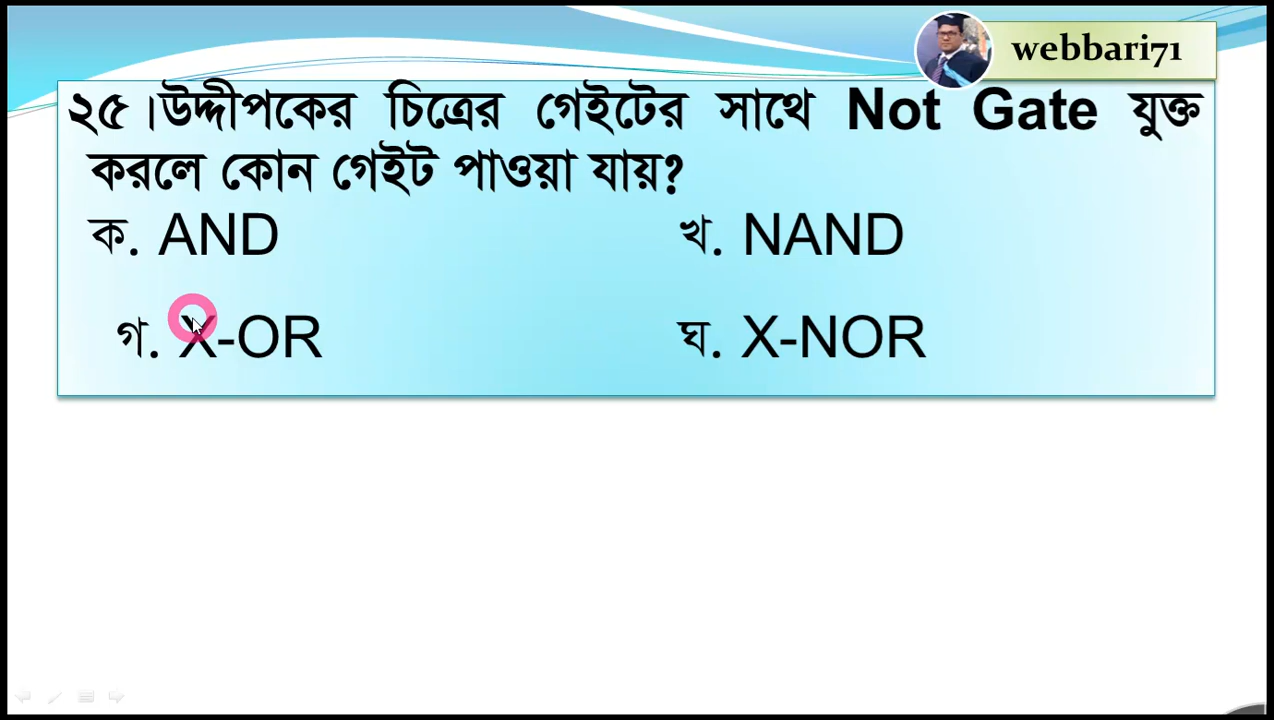 webbari71
২৫।উদ্দীপকের চিত্রের গেইটের সাথে Not Gate যুক্ত
করলে কোন গেইট পাওয়া যায়?
ক. AND খ. NAND
গ. X-OR ঘ. X-NOR